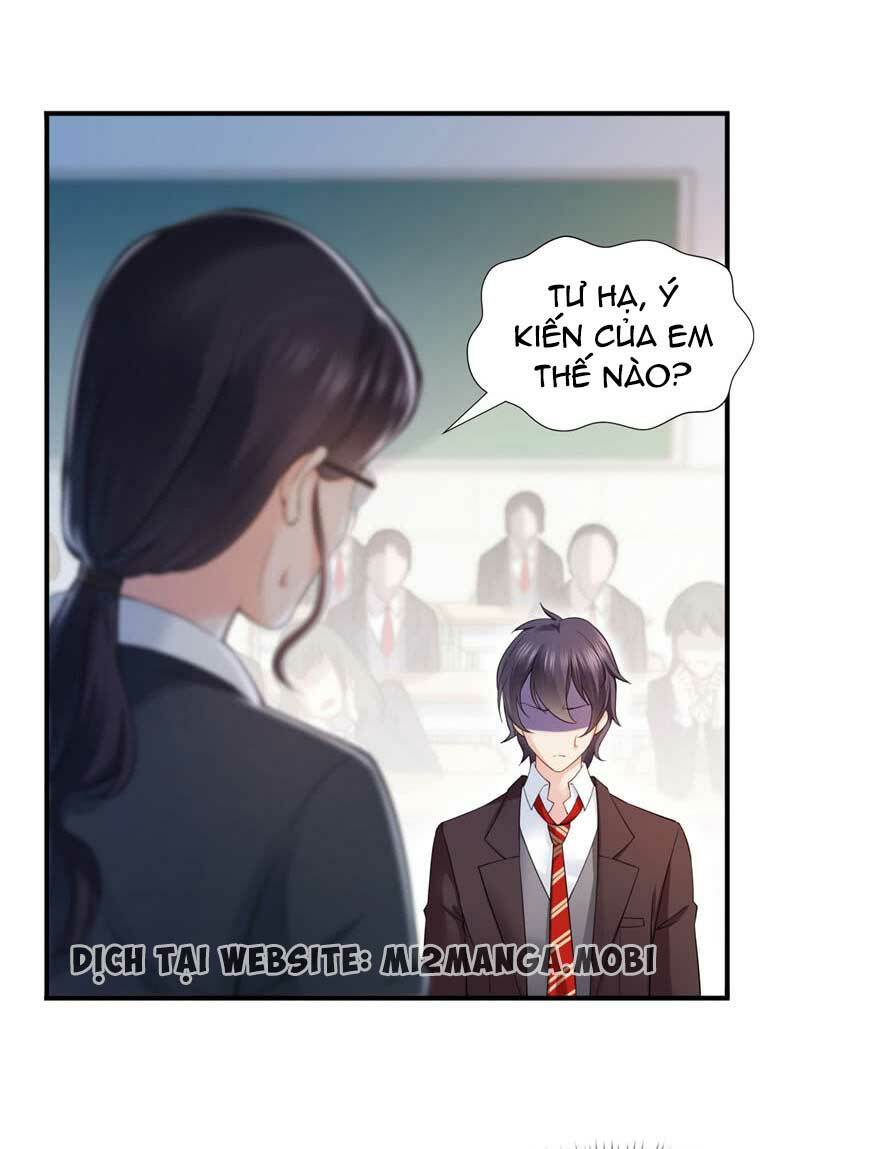 TƯ HẠ, Ý
KIẾN CỦA EM
THẾ NÀO?
DỊCH TẠI WEBSITE: MI2MANGA.MOBI